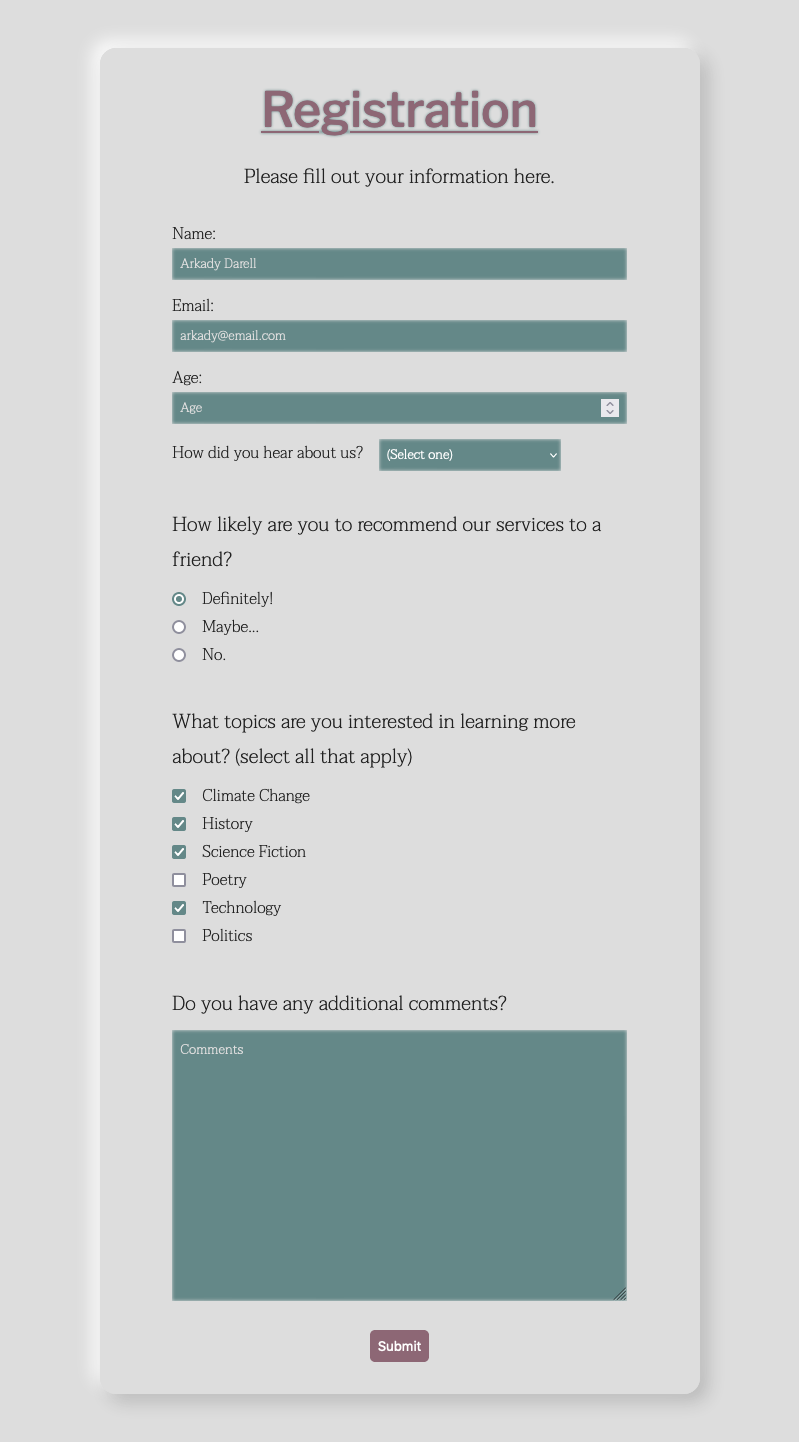 Registration
Please fill out your information here.
Name:
Arkady Darell
Email:
arkady@email.com
Age:
Age
How did you hear about us? (Select one)
How likely are you to recommend our services to a
friend?
Definitely!
Maybe...
No.
What topics are you interested in learning more
about? (select all that apply)
Climate Change
History
Science Fiction
Poetry
Technology
Politics
Do you have any additional comments?
Comments
Submit